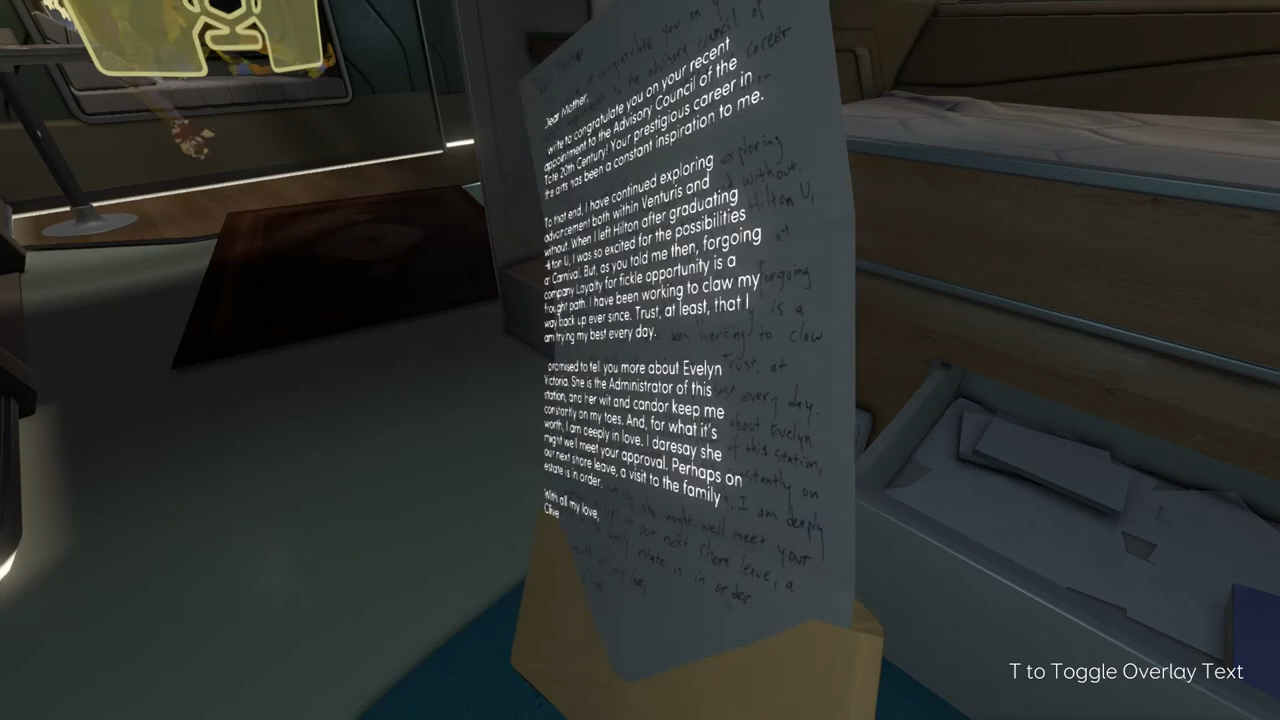 Dear Mother,
write to congratulate you on your recent
appointment to the Advisory Council of the
Tate 20th Century! Your prestigious career in
the arts has been a constant inspiration to me.
To that end, I have continued exploring
advancement both within Venturis and
without. When I left Hilton after graduating
Hilton U, I was so excited for the possibilities
at Carnival. But, as you told me then, forgoing
company Loyalty for fickle opportunity is a
fraught path. I have been working to claw my
way back up ever since. Trust, at least, that I
am trying my best every day.
promised to tell you more about Evelyn
Victoria. She is the Administrator of this
station, and her wit and candor keep me
constantly on my toes. And, for what it's
worth, I am deeply in love. I daresay she
might well meet your approval. Perhaps on
our next shore leave, a visit to the family
estate is in order.
With all my love,
Clive
T to Toggle Overlay Text